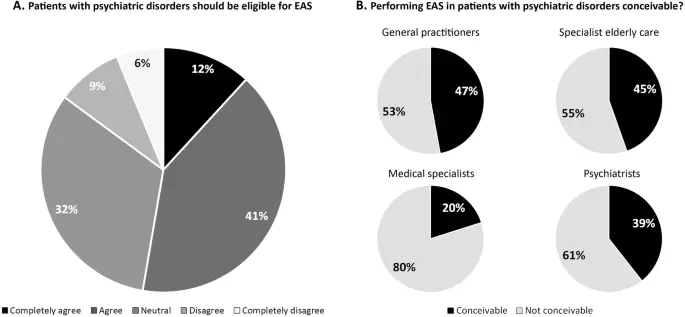 A. Patients with psychiatric disorders should be eligible for EAS
6%
12%
9%
32%
41%
Completely agree Agree Neutral Disagree Completely disagree
B. Performing EAS in patients with psychiatric disorders conceivable?
General practitioners Specialist elderly care
53% 47% 55% 45%
Medical specialists Psychiatrists
20% 39%
80% 61%
Conceivable Not conceivable